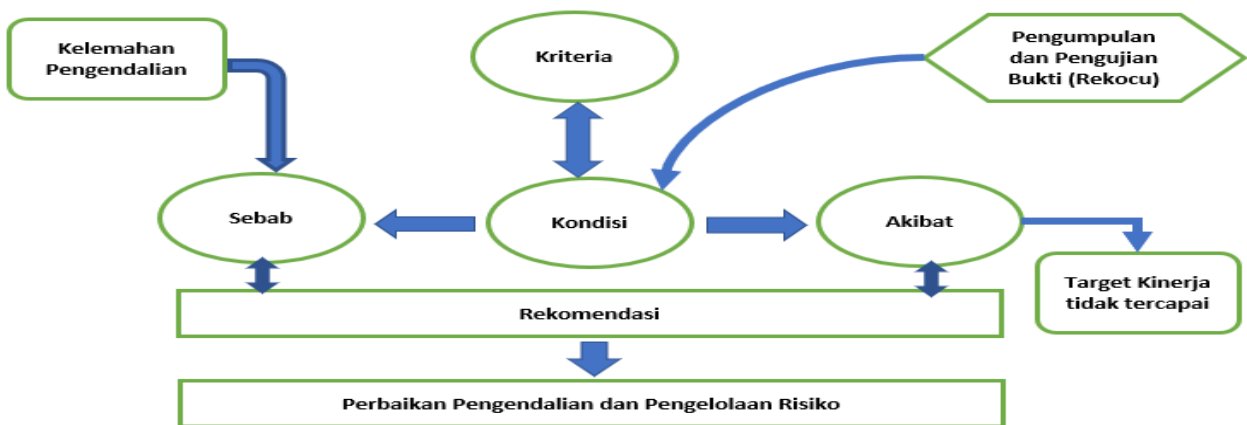 Kelemahan
Pengendalian
Kriteria
Pengumpulan
dan Pengujian
Bukti (Rekocu)
Sebab
Kondisi
Akibat
Target Kinerja
tidak tercapai
Rekomendasi
Perbaikan Pengendalian dan Pengelolaan Risiko